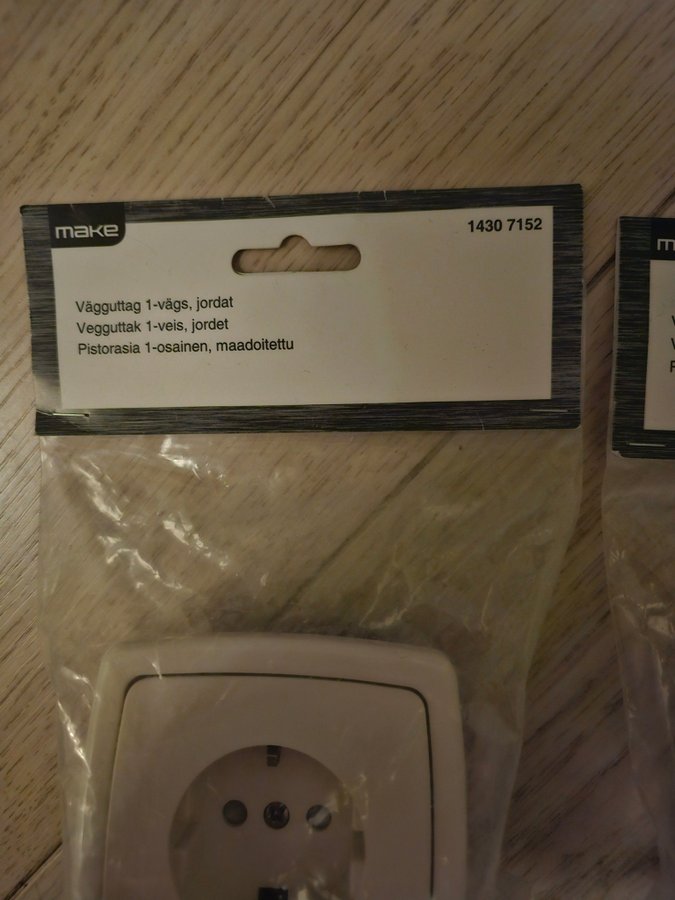 make
1430 7152
Vägguttag 1-vägs, jordat
Vegguttak 1-veis, jordet
Pistorasia 1-osainen, maadoitettu